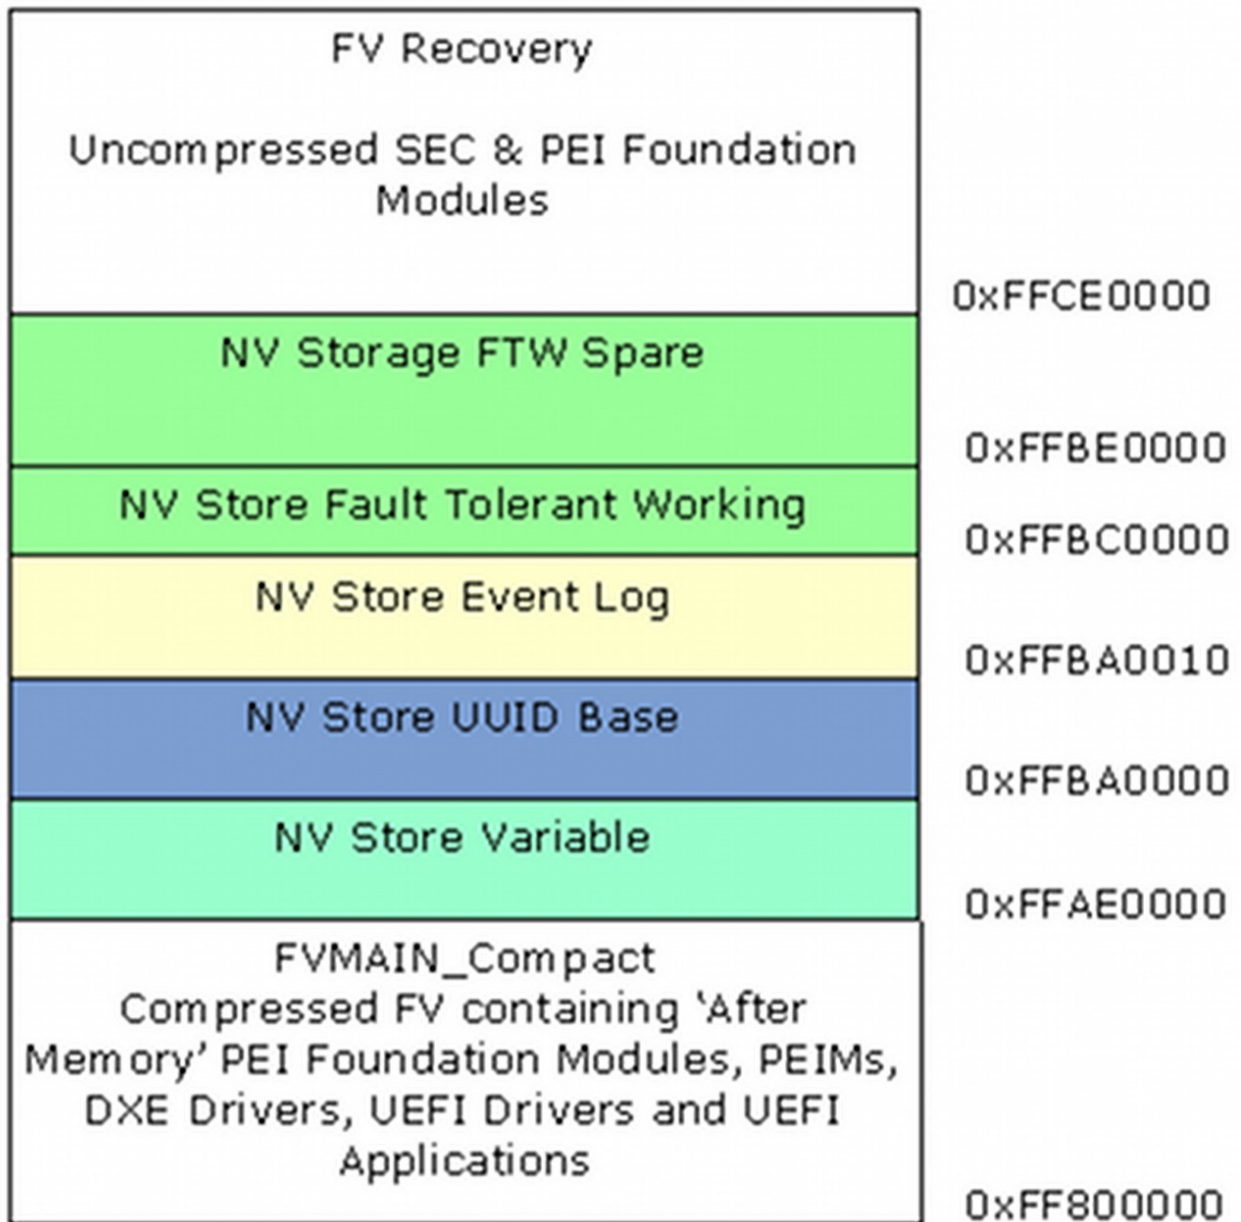 FV Recovery
Uncompressed SEC & PEI Foundation
Modules
0xFFCE0000
NV Storage FTW Spare
0xFFBE0000
NV Store Fault Tolerant Working
0xFFBC0000
NV Store Event Log
0xFFBA0010
NV Store UUID Base
0xFFBA0000
NV Store Variable
0xFFAE0000
FVMAIN_Compact
Compressed FV containing ‘After
Memory’ PEI Foundation Modules, PEIMs,
DXE Drivers, UEFI Drivers and UEFI
Applications
0xFF800000